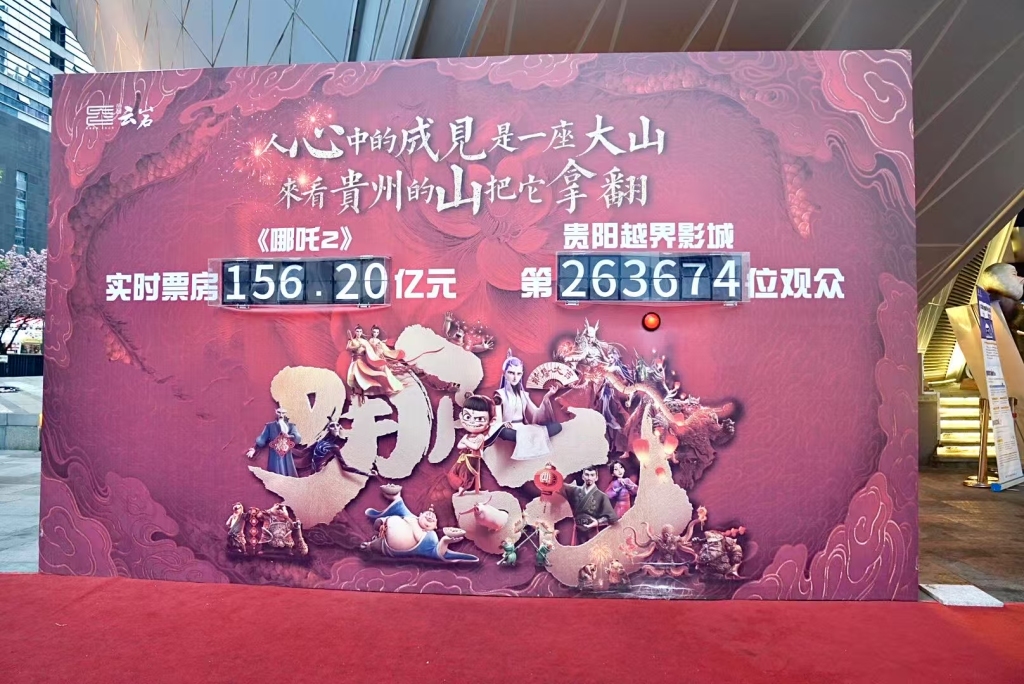 云岩
人心中的成見是一座大山
來看貴州的山把它拿翻
《哪吒2》
实时票房156.20亿元
贵阳越界影城
第263674位观众
哪吒